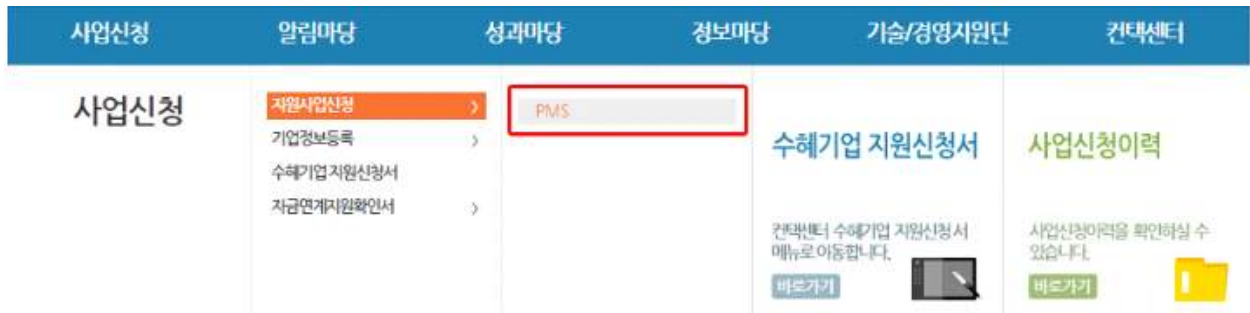 사업신청 알림마당 성과마당 정보마당 기술/경영지원단 컨택센터
사업신청
지원사업신청 >
기업정보등록 >
수혜기업 지원신청서
자금연계지원확인서 >
PMS
수혜기업 지원신청서
컨택센터 수혜기업 지원신청서
메뉴로 이동합니다.
바로가기
사업신청이력
사업신청이력을 확인하실 수
있습니다.
바로가기